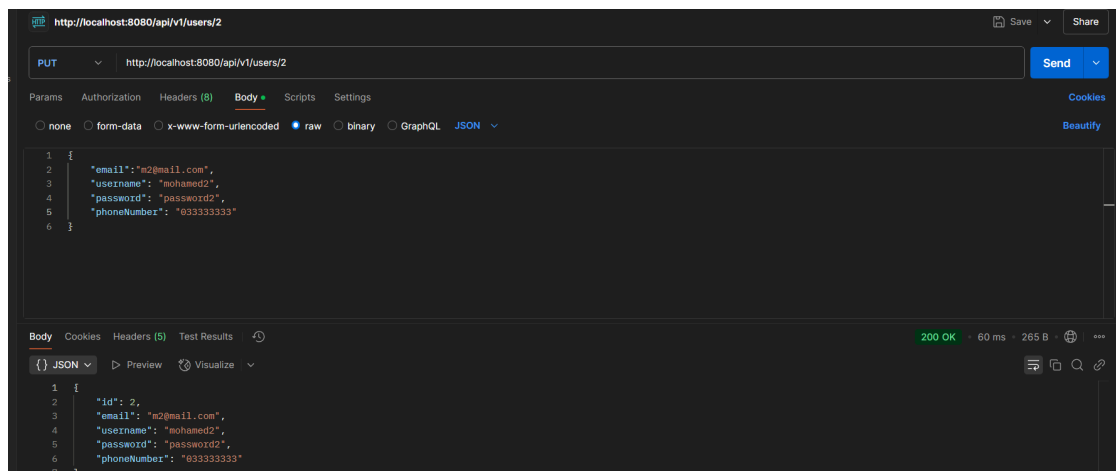 HTTP http://localhost:8080/api/v1/users/2 Save Share
PUT http://localhost:8080/api/v1/users/2 Send
Params Authorization Headers (8) Body Scripts Settings Cookies
none form-data x-www-form-urlencoded raw binary GraphQL JSON Beautify
1 {
2 "email":"m2@mail.com",
3 "username": "mohamed2",
4 "password": "password2",
5 "phoneNumber": "033333333"
6 }
Body Cookies Headers (5) Test Results 200 OK 60 ms 265 B
{} JSON Preview Visualize
1 {
2 "id": 2,
3 "email": "m2@mail.com",
4 "username": "mohamed2",
5 "password": "password2",
6 "phoneNumber": "033333333"